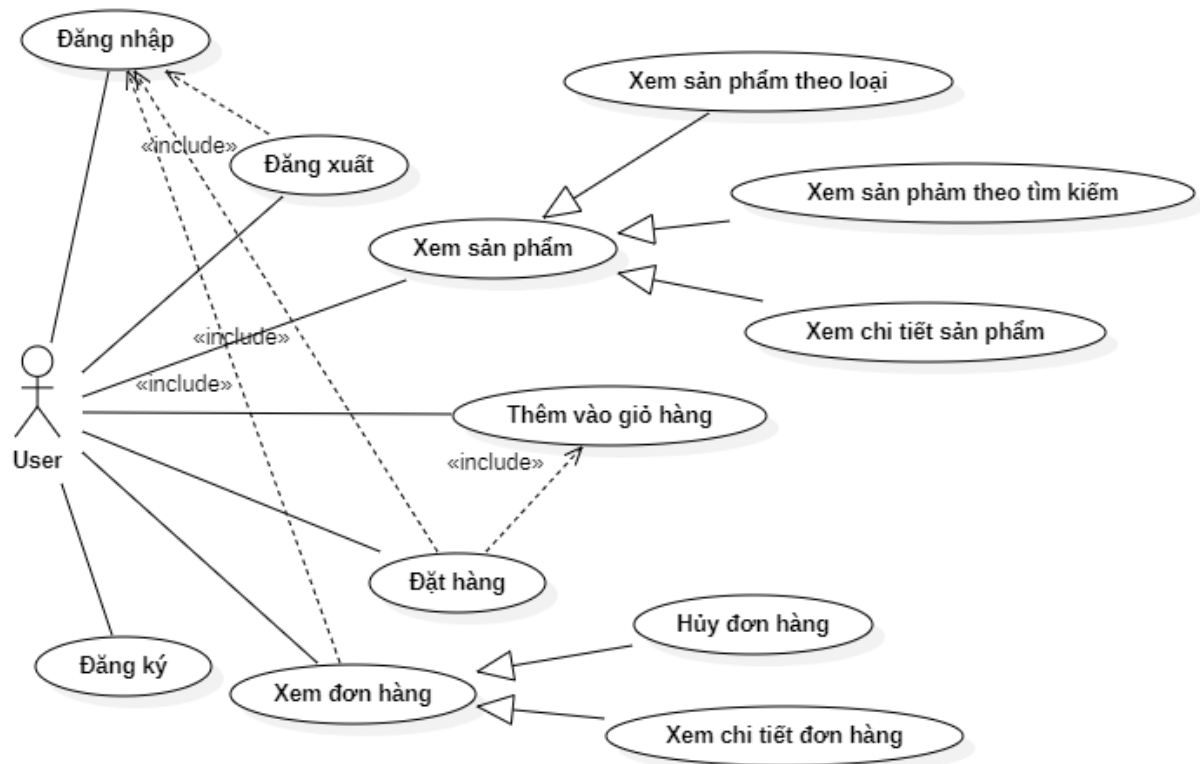 Đăng nhập
Xem sản phẩm theo loại
«include»
Đăng xuất
Xem sản phảm theo tìm kiếm
Xem sản phẩm
Xem chi tiết sản phẩm
«include»
«include»
Thêm vào giỏ hàng
User
«include»
Đặt hàng
Hủy đơn hàng
Đăng ký
Xem đơn hàng
Xem chi tiết đơn hàng